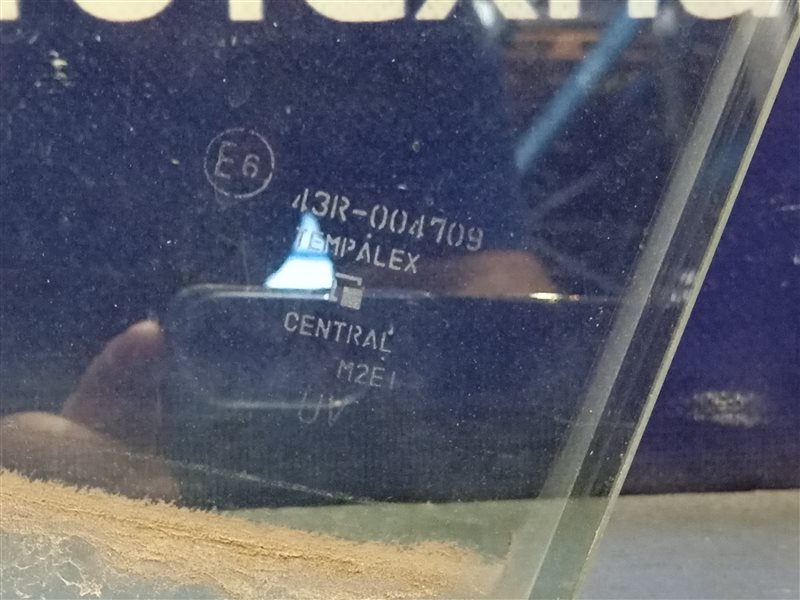 E6
43R-004709
TEMPALEX
CENTRAL
M2E1
UV